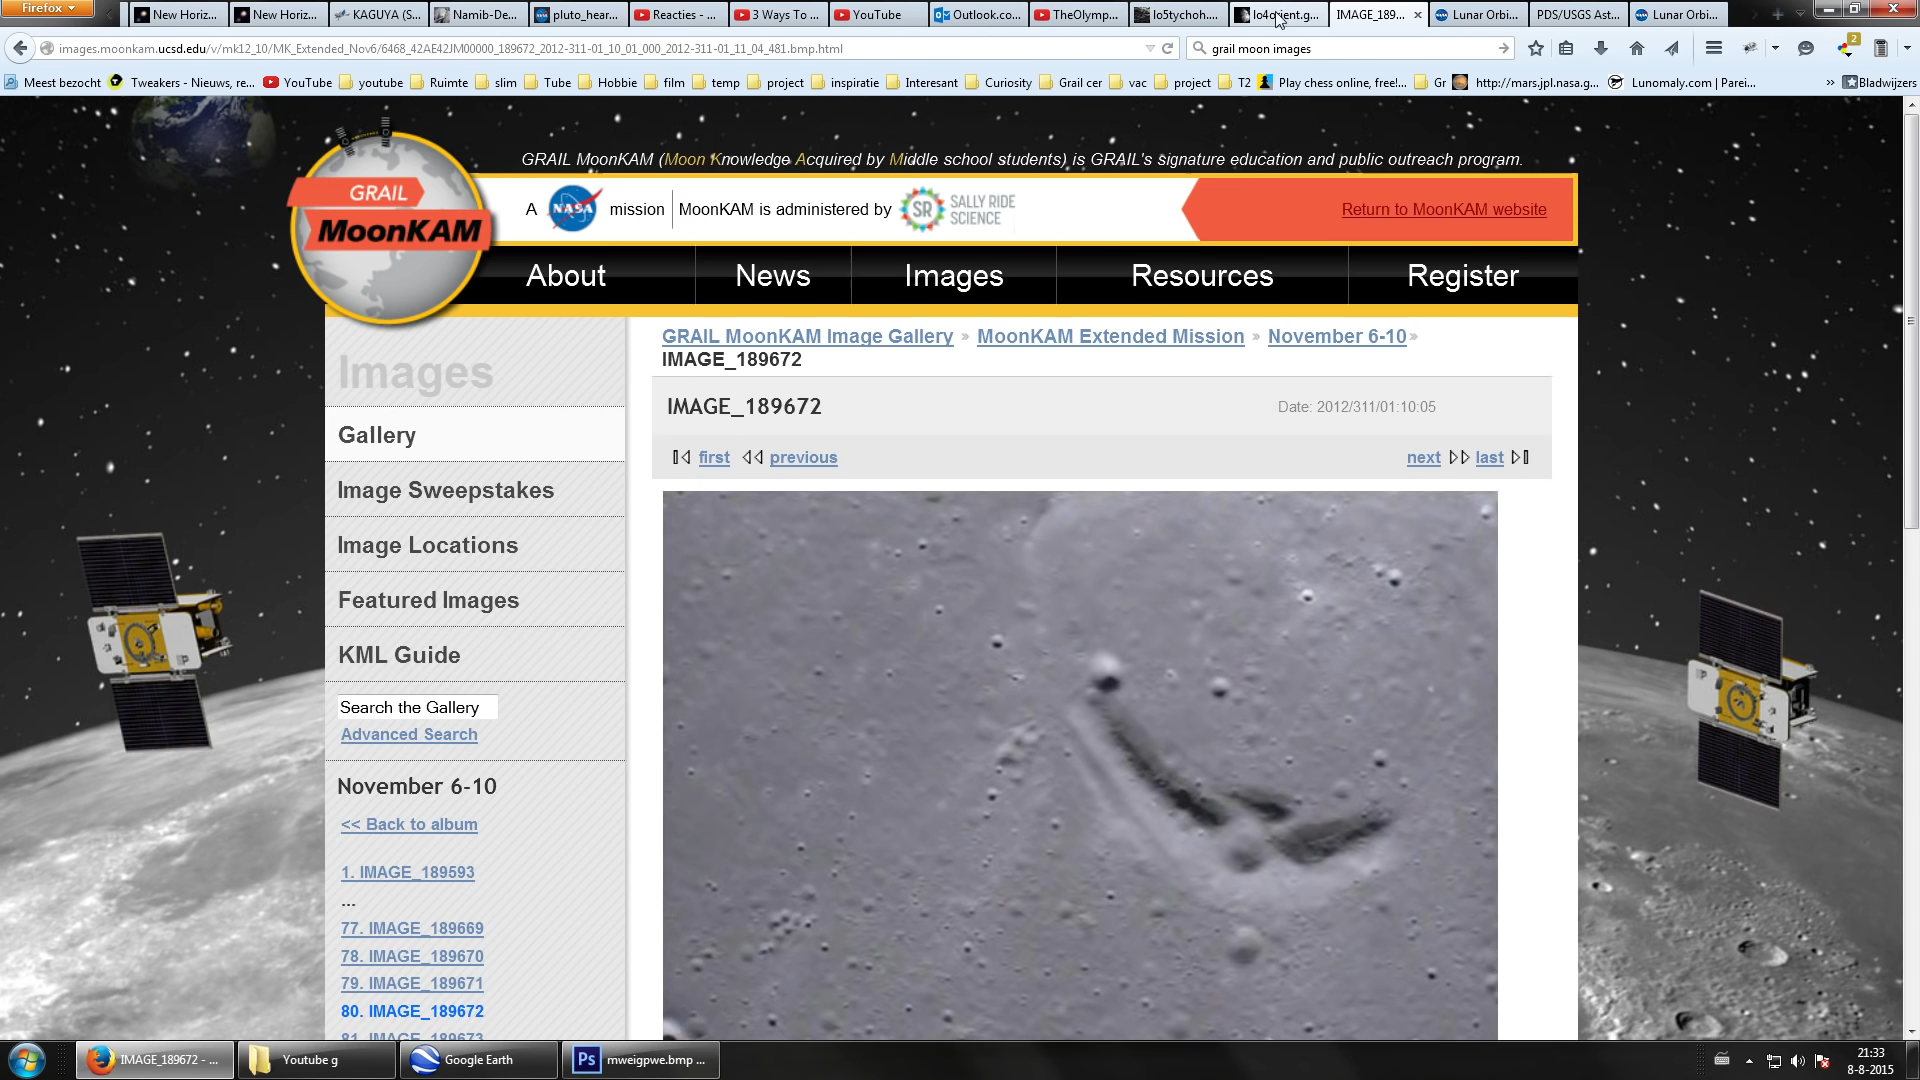 Firefox
New Horiz...
New Horiz...
KAGUYA (S...
Namib-De...
pluto_hear...
Reacties - ...
3 Ways To ...
YouTube
Outlook.co...
TheOlymp...
lo5tychoh....
lo4orient.g...
IMAGE_189...
Lunar Orbi...
PDS/USGS Ast...
Lunar Orbi...
images.moonkam.ucsd.edu/v/mk12_10/MK_Extended_Nov6/6468_42AE42JM00000_189672_2012-311-01_10_01_000_2012-311-01_11_04_481.bmp.html
grail moon images
2
Meest bezocht
Tweakers - Nieuws, re...
YouTube
youtube
Ruimte
slim
Tube
Hobbie
film
temp
project
inspiratie
Interesant
Curiosity
Grail cer
vac
project
T2
Play chess online, free!...
Gr
http://mars.jpl.nasa.g...
Lunomaly.com | Parei...
Bladwijzers
GRAIL MoonKAM (Moon Knowledge Acquired by Middle school students) is GRAIL's signature education and public outreach program.
GRAIL
MoonKAM
A NASA mission
MoonKAM is administered by
SR SALLY RIDE SCIENCE
Return to MoonKAM website
About
News
Images
Resources
Register
Images
Gallery
Image Sweepstakes
Image Locations
Featured Images
KML Guide
Search the Gallery
Advanced Search
November 6-10
<< Back to album
1. IMAGE_189593
...
77. IMAGE_189669
78. IMAGE_189670
79. IMAGE_189671
80. IMAGE_189672
81. IMAGE_189673
GRAIL MoonKAM Image Gallery » MoonKAM Extended Mission » November 6-10 »
IMAGE_189672
IMAGE_189672
Date: 2012/311/01:10:05
first
previous
next
last
IMAGE_189672 - ...
Youtube g
Google Earth
Ps
mweigpwe.bmp ...
21:33
8-8-2015